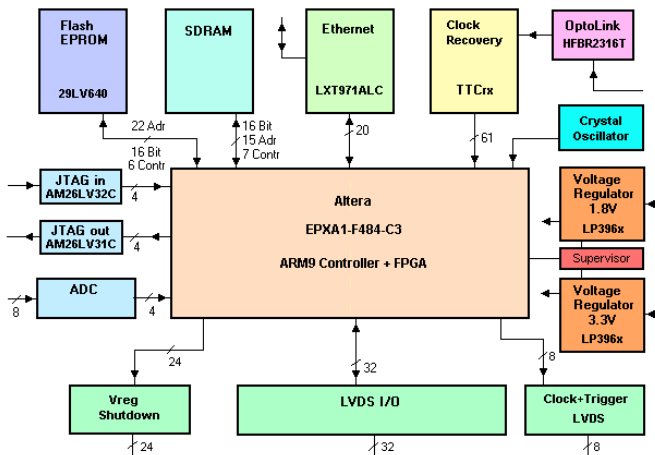 Flash
EPROM
29LV640
SDRAM
Ethernet
LXT971ALC
Clock
Recovery
TTCrx
OptoLink
HFBR2316T
Crystal
Oscillator
22 Adr
16 Bit
6 Contr
16 Bit
15 Adr
7 Contr
20
61
JTAG in
AM26LV32C
4
JTAG out
AM26LV31C
4
ADC
8
4
Altera
EPXA1-F484-C3
ARM9 Controller + FPGA
Voltage
Regulator
1.8V
LP396x
Supervisor
Voltage
Regulator
3.3V
LP396x
24
32
8
Vreg
Shutdown
LVDS I/O
Clock+Trigger
LVDS
24
32
8